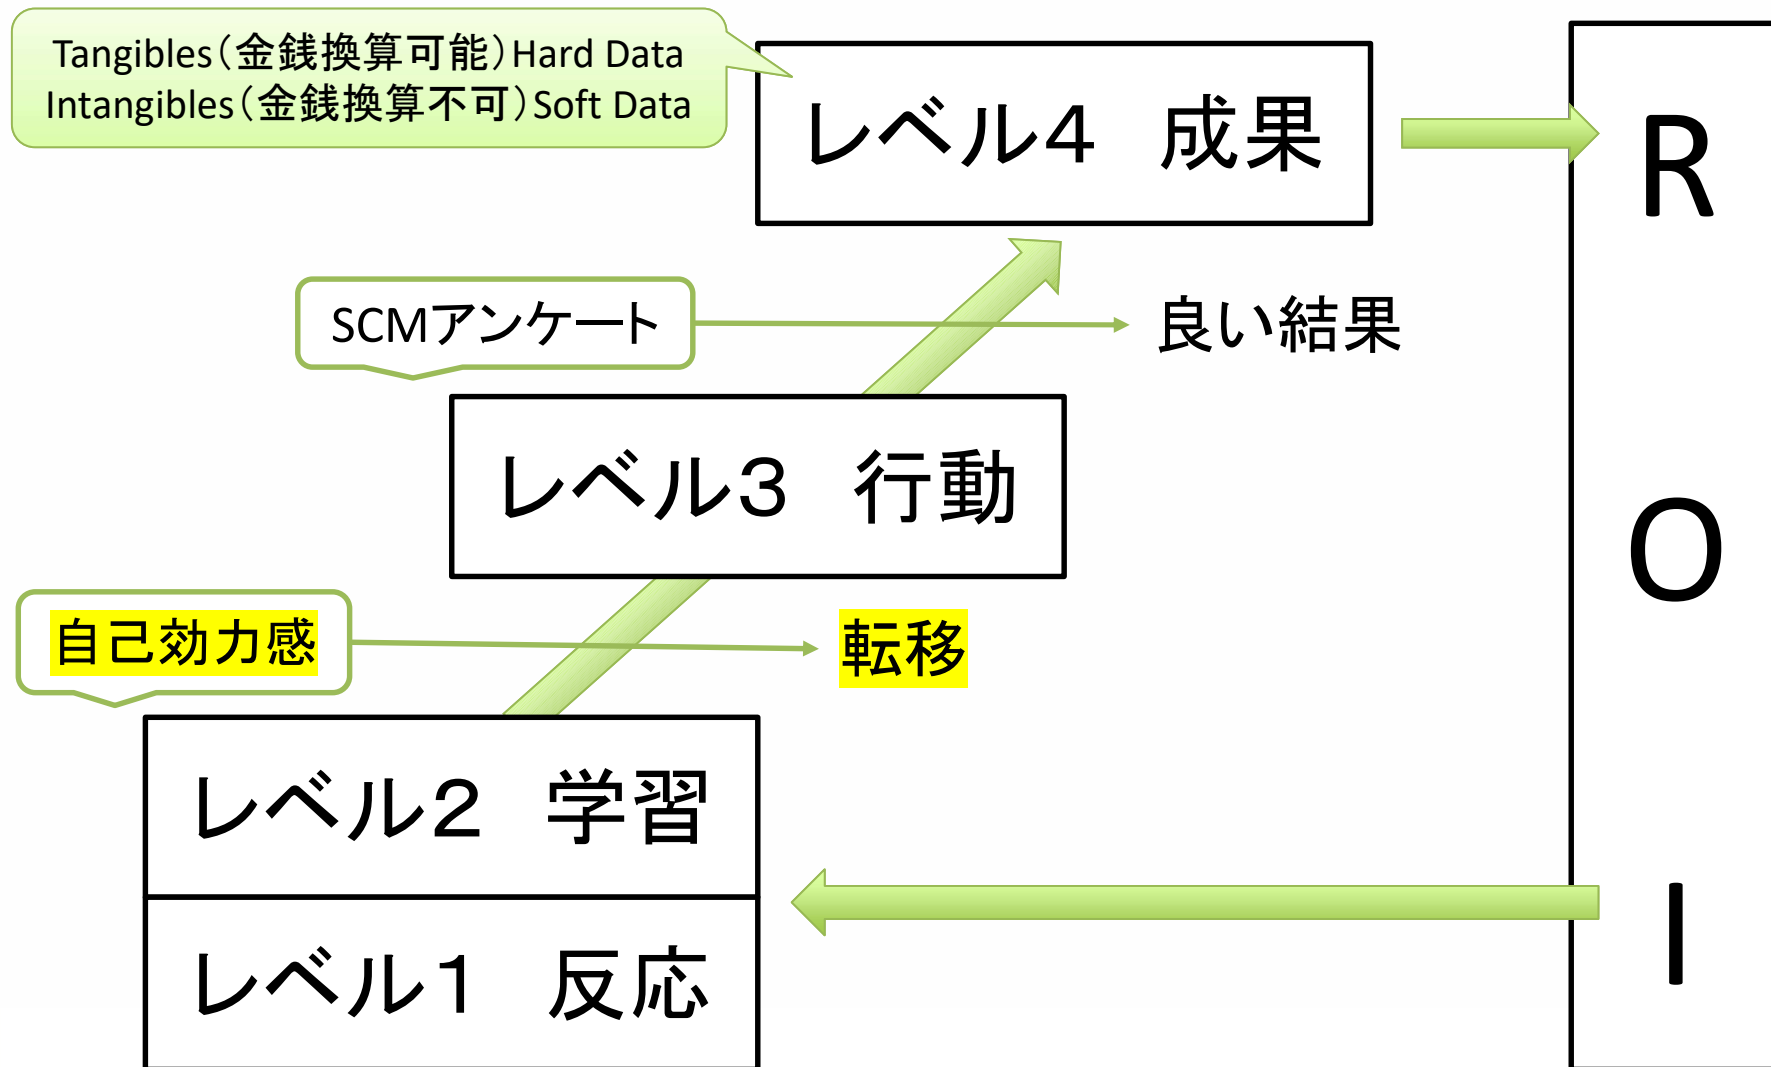 Tangibles（金銭換算可能）Hard Data
Intangibles（金銭換算不可）Soft Data
レベル4　成果
SCMアンケート
良い結果
レベル３　行動
自己効力感
転移
レベル２　学習
レベル１　反応
R
O
I